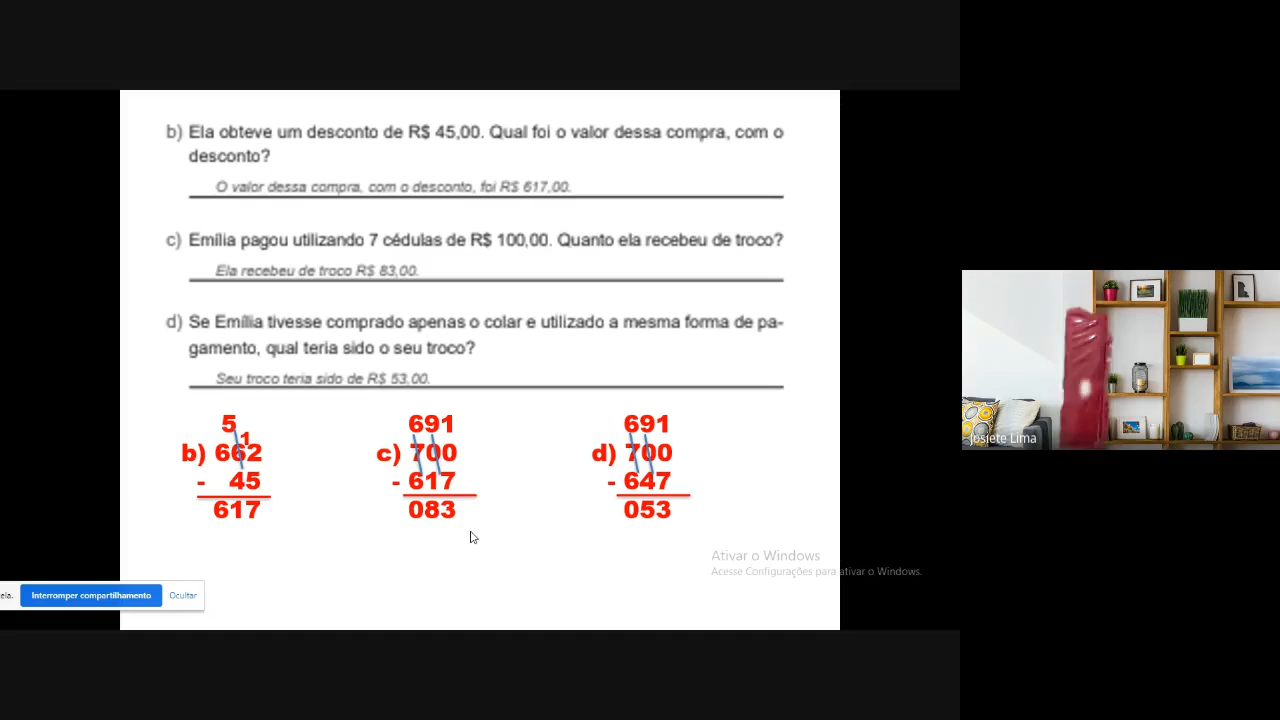 b) Ela obteve um desconto de R$ 45,00. Qual foi o valor dessa compra, com o
desconto?
O valor dessa compra, com o desconto, foi R$ 617,00.
c) Emília pagou utilizando 7 cédulas de R$ 100,00. Quanto ela recebeu de troco?
Ela recebeu de troco R$ 83,00.
d) Se Emília tivesse comprado apenas o colar e utilizado a mesma forma de pa-
gamento, qual teria sido o seu troco?
Seu troco teria sido de R$ 53,00.
5
1
b) 662
- 45
617
691
c) 700
- 617
083
691
d) 700
- 647
053
Ativar o Windows
Acesse Configurações para ativar o Windows.
ela.
Interromper compartilhamento
Ocultar
Josiete Lima